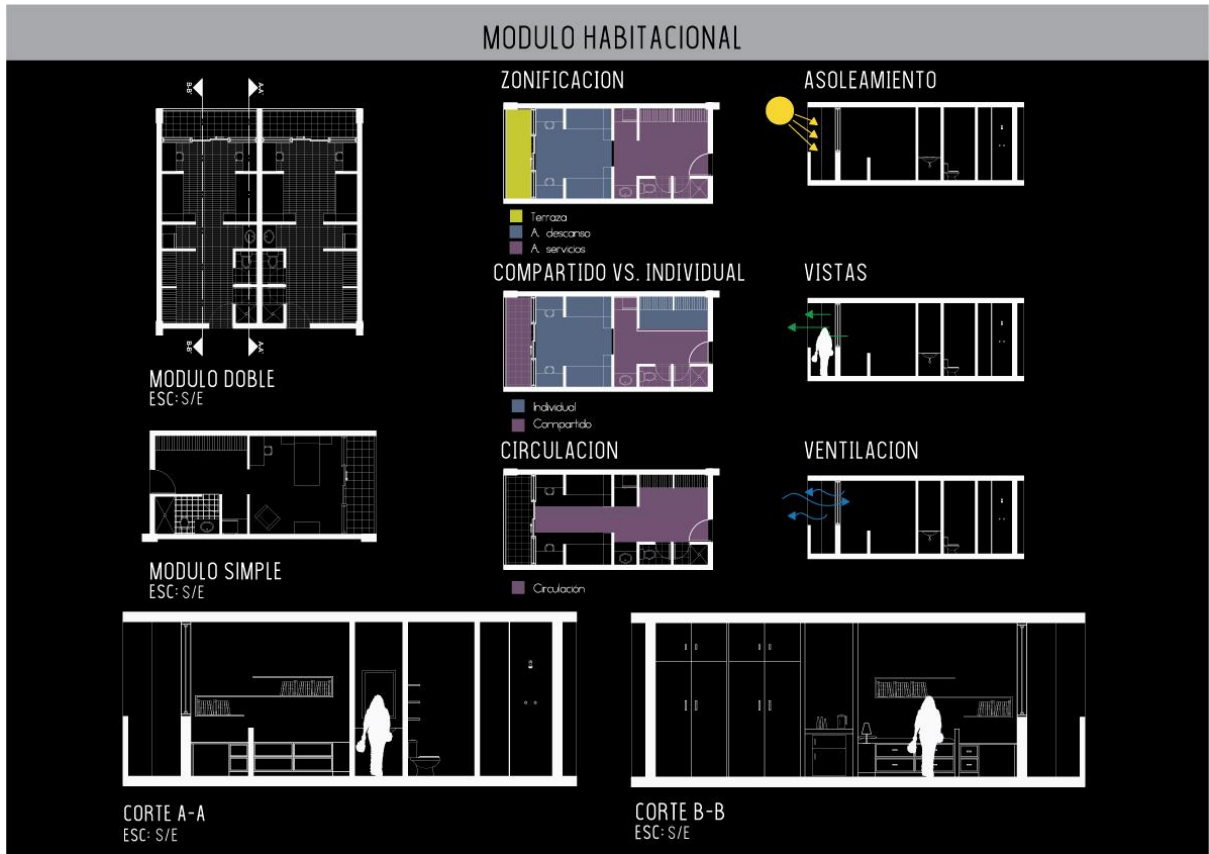 MODULO HABITACIONAL
B-B'
A-A'
B-B'
A-A'
MODULO DOBLE
ESC: S/E
MODULO SIMPLE
ESC: S/E
ZONIFICACION
Terraza
A. descanso
A. servicios
COMPARTIDO VS. INDIVIDUAL
Individual
Compartido
CIRCULACION
Circulación
ASOLEAMIENTO
VISTAS
VENTILACION
CORTE A-A
ESC: S/E
CORTE B-B
ESC: S/E